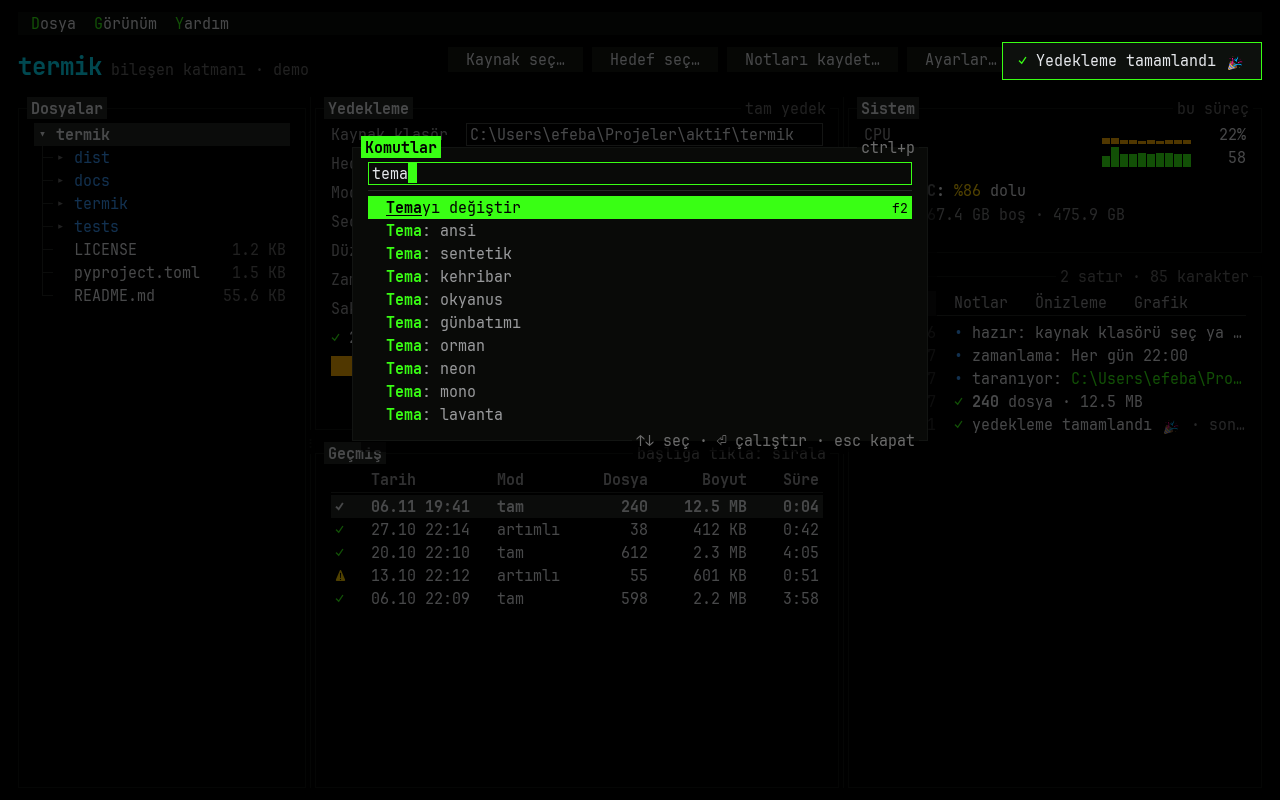 Dosya Görünüm Yardım
termik bileşen katmanı · demo
Kaynak seç… Hedef seç… Notları kaydet… Ayarlar…
✓ Yedekleme tamamlandı 🎉
Dosyalar
▾ termik
▸ dist
▸ docs
▸ termik
▸ tests
LICENSE 1.2 KB
pyproject.toml 1.5 KB
README.md 55.6 KB
Yedekleme tam yedek
Kaynak klasör C:\Users\efeba\Projeler\aktif\termik
Komutlar ctrl+p
tema
Temayı değiştir f2
Tema: ansi
Tema: sentetik
Tema: kehribar
Tema: okyanus
Tema: günbatımı
Tema: orman
Tema: neon
Tema: mono
Tema: lavanta
↑↓ seç · ⏎ çalıştır · esc kapat
Geçmiş başlığa tıkla: sırala
Tarih Mod Dosya Boyut Süre
✓ 06.11 19:41 tam 240 12.5 MB 0:04
✓ 27.10 22:14 artımlı 38 412 KB 0:42
✓ 20.10 22:10 tam 612 2.3 MB 4:05
⚠ 13.10 22:12 artımlı 55 601 KB 0:51
✓ 06.10 22:09 tam 598 2.2 MB 3:58
Sistem bu süreç
CPU 22%
58
C: %86 dolu
67.4 GB boş · 475.9 GB
2 satır · 85 karakter
Notlar Önizleme Grafik
• hazır: kaynak klasörü seç ya …
• zamanlama: Her gün 22:00
• taranıyor: C:\Users\efeba\Pro…
✓ 240 dosya · 12.5 MB
✓ yedekleme tamamlandı 🎉 · son…